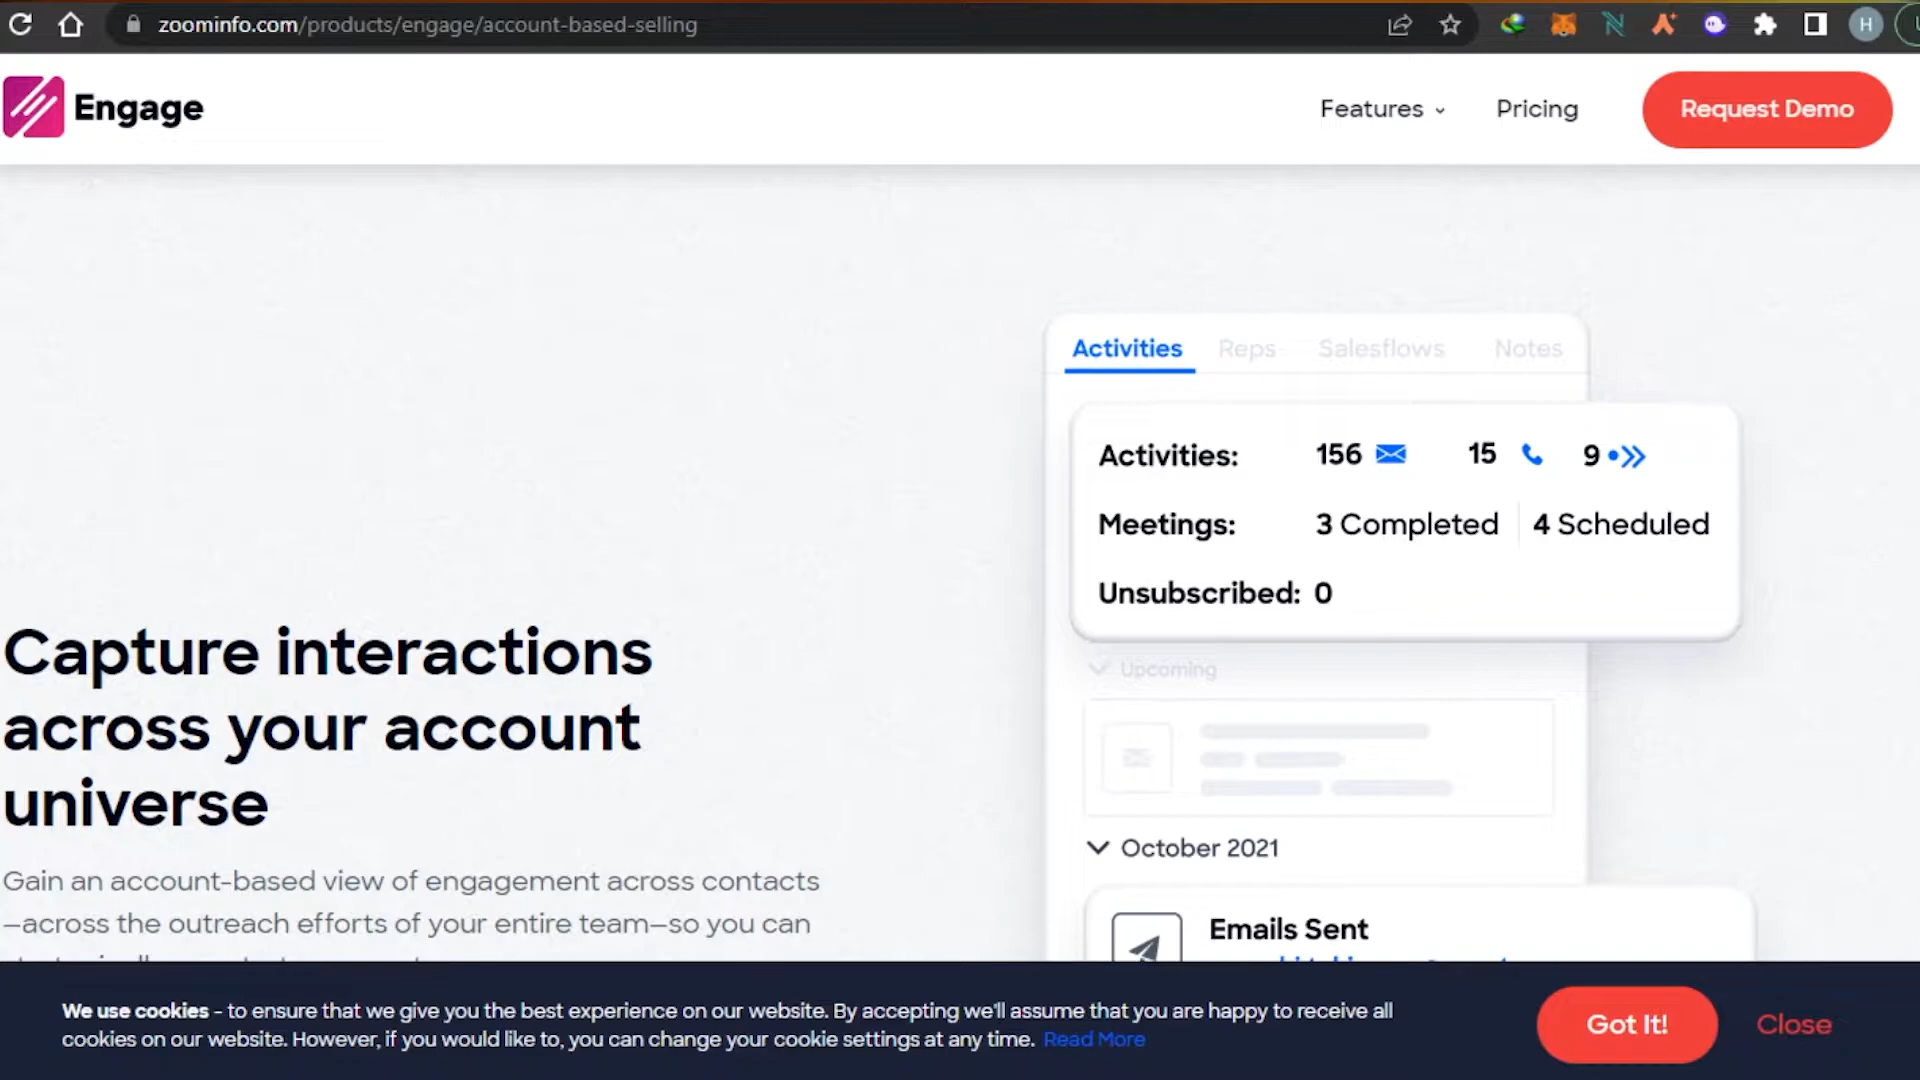 zoominfo.com/products/engage/account-based-selling
H
Engage
Features
Pricing
Request Demo
Activities
Reps
Salesflows
Notes
Activities: 156 15 9
Meetings: 3 Completed 4 Scheduled
Unsubscribed: 0
Upcoming
Capture interactions
across your account
universe
October 2021
Gain an account-based view of engagement across contacts
—across the outreach efforts of your entire team—so you can
Emails Sent
We use cookies - to ensure that we give you the best experience on our website. By accepting we'll assume that you are happy to receive all
cookies on our website. However, if you would like to, you can change your cookie settings at any time. Read More
Got It!
Close